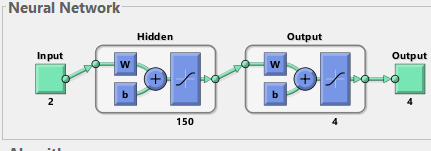 Neural Network
Hidden
Output
Input
W
b
+
W
b
+
Output
2
150
4
4